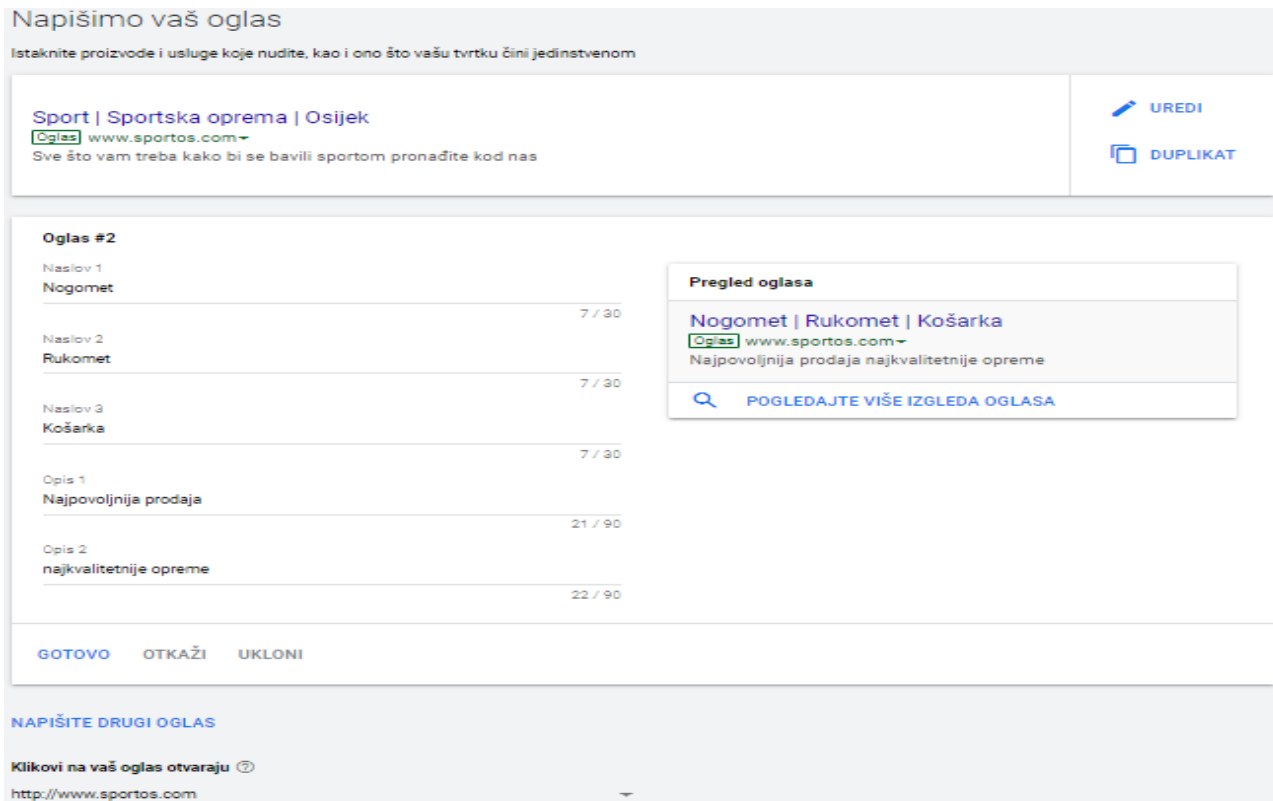 Napišimo vaš oglas
Istaknite proizvode i usluge koje nudite, kao i ono što vašu tvrtku čini jedinstvenom
Sport | Sportska oprema | Osijek
Oglas www.sportos.com
Sve što vam treba kako bi se bavili sportom pronađite kod nas
UREDI
DUPLIKAT
Oglas #2
Naslov 1
Nogomet
7 / 30
Naslov 2
Rukomet
7 / 30
Naslov 3
Košarka
7 / 30
Opis 1
Najpovoljnija prodaja
21 / 90
Opis 2
najkvalitetnije opreme
22 / 90
Pregled oglasa
Nogomet | Rukomet | Košarka
Oglas www.sportos.com
Najpovoljnija prodaja najkvalitetnije opreme
POGLEDAJTE VIŠE IZGLEDA OGLASA
GOTOVO OTKAŽI UKLONI
NAPIŠITE DRUGI OGLAS
Klikovi na vaš oglas otvaraju ?
http://www.sportos.com